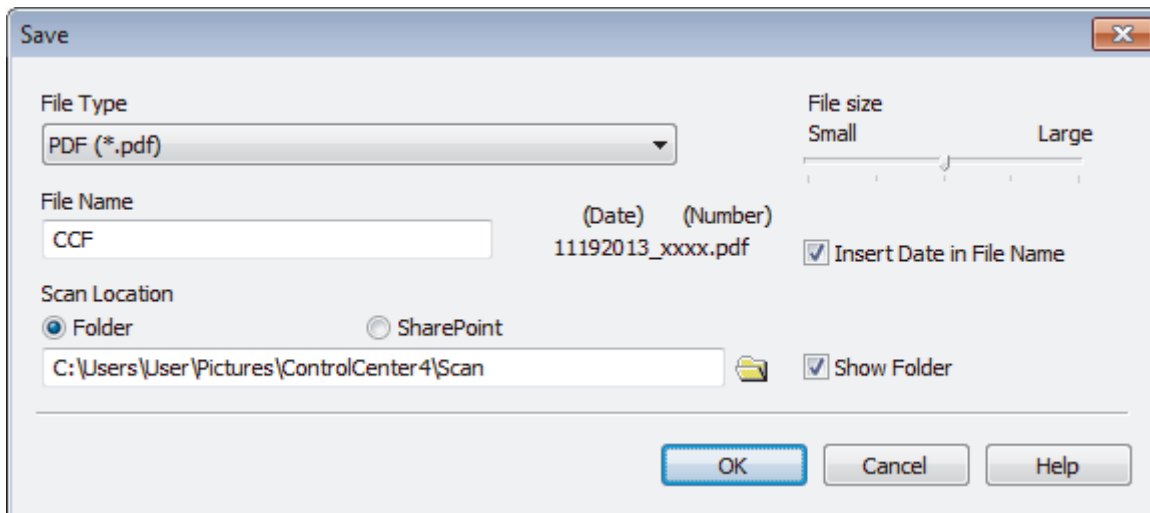 Save
File Type
File size
PDF (*.pdf)
Small Large
File Name
(Date) (Number)
CCF
11192013_xxxx.pdf
Insert Date in File Name
Scan Location
Folder SharePoint
C:\Users\User\Pictures\ControlCenter4\Scan
Show Folder
OK Cancel Help